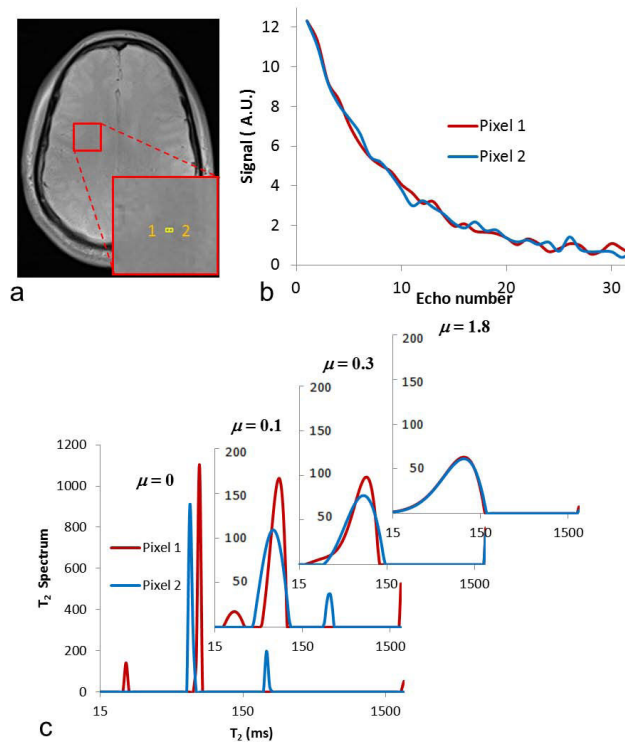 1 2
a
12
10
8
6
4
2
0
Signal ( A.U.)
Pixel 1
Pixel 2
0 10 20 30
Echo number
b
μ = 1.8
200
150
100
50
15 150 1500
μ = 0.3
200
150
100
50
15 150 1500
μ = 0.1
200
150
100
50
15 150 1500
μ = 0
1200
1000
800
600
400
200
0
T2 Spectrum
Pixel 1
Pixel 2
15 150 1500
T2 (ms)
c